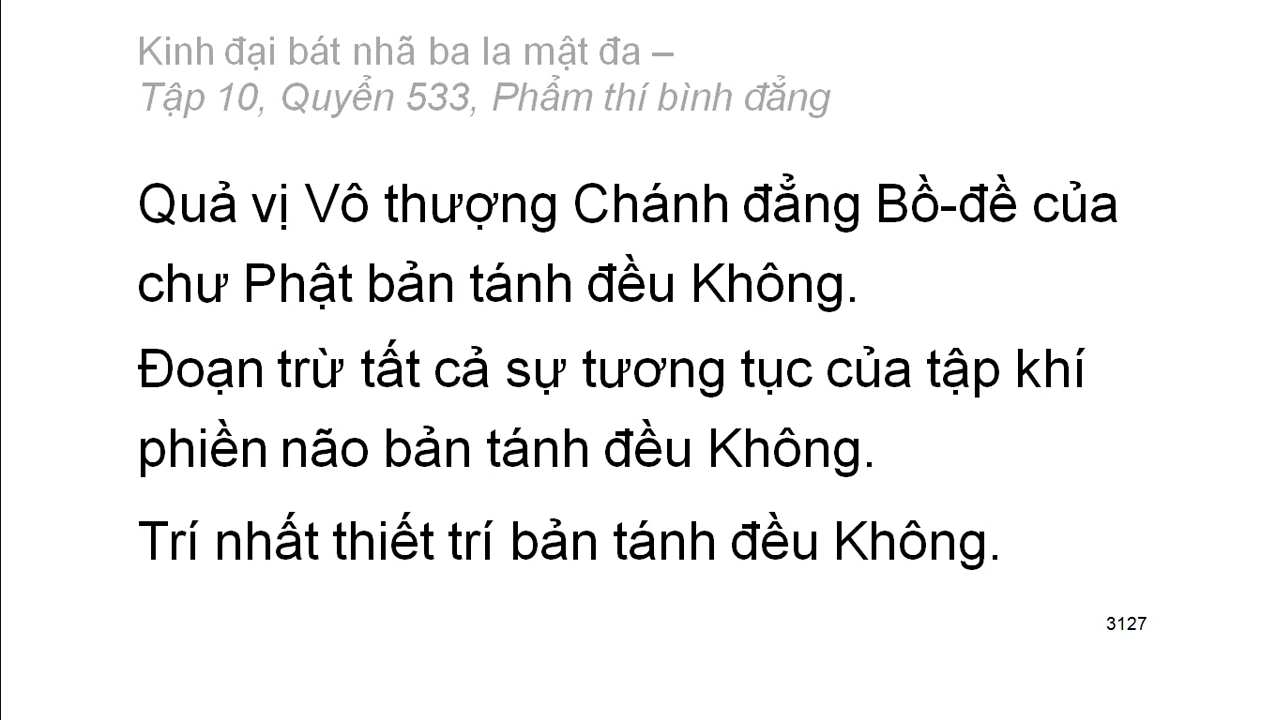 Kinh đại bát nhã ba la mật đa –
Tập 10, Quyển 533, Phẩm thí bình đẳng
Quả vị Vô thượng Chánh đẳng Bồ-đề của
chư Phật bản tánh đều Không.
Đoạn trừ tất cả sự tương tục của tập khí
phiền não bản tánh đều Không.
Trí nhất thiết trí bản tánh đều Không.
3127